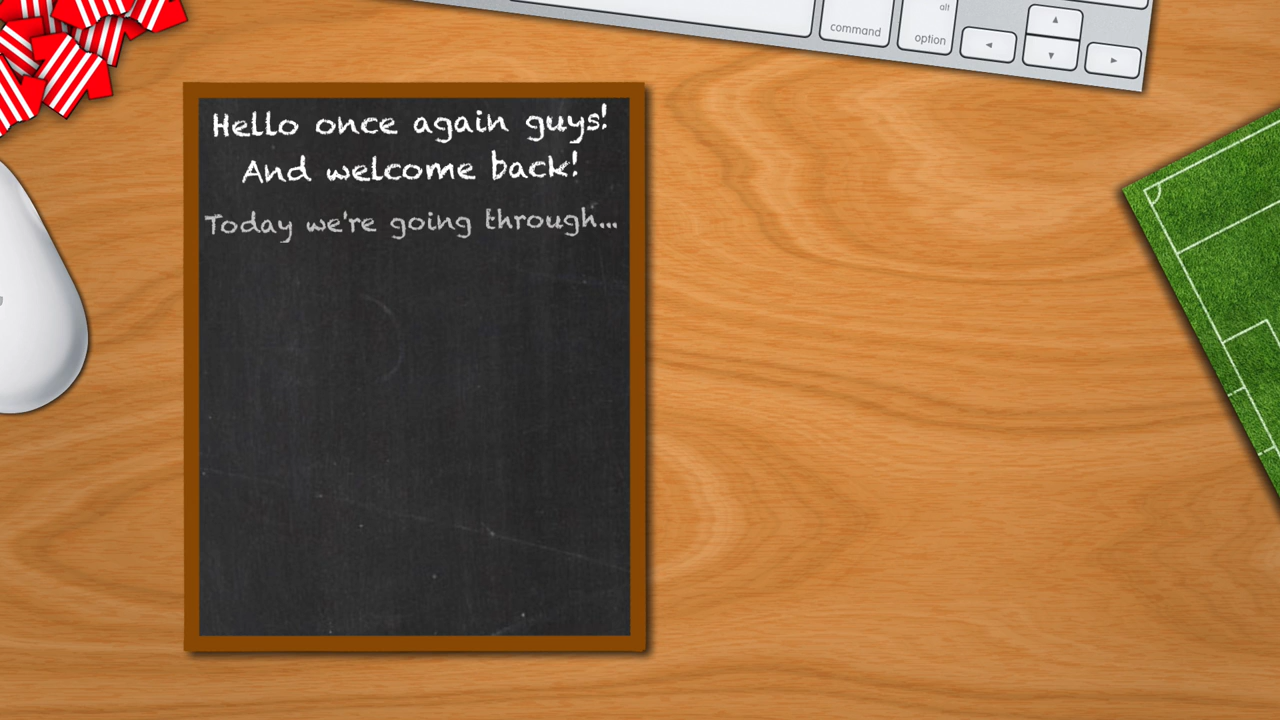 alt
command
option
Hello once again guys!
And welcome back!
Today we're going through...